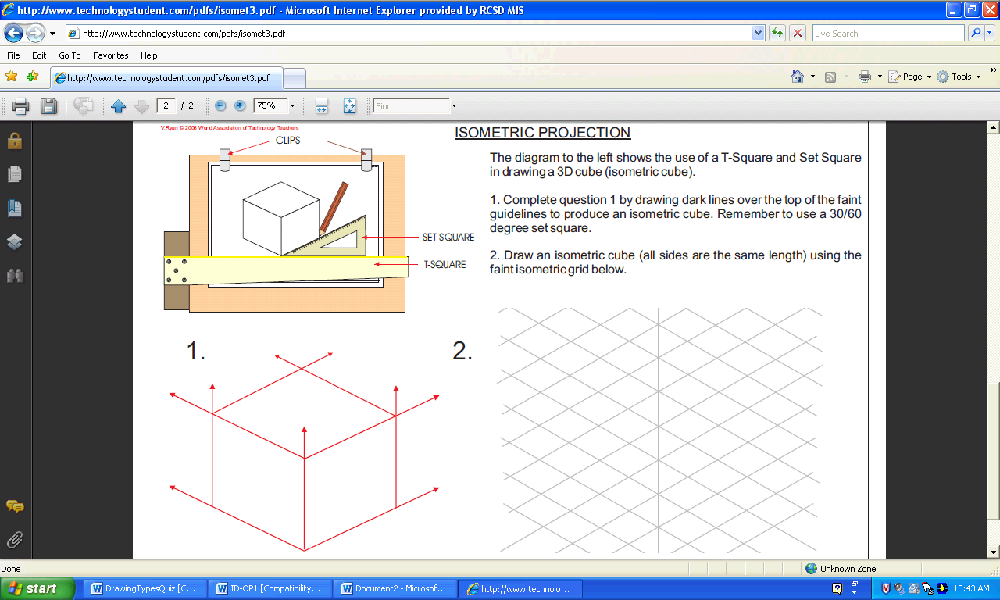 http://www.technologystudent.com/pdfs/isomet3.pdf - Microsoft Internet Explorer provided by RCSD MIS
http://www.technologystudent.com/pdfs/isomet3.pdf
Live Search
File Edit Go To Favorites Help
http://www.technologystudent.com/pdfs/isomet3.pdf
Page Tools
2 / 2 75% Find
V.Ryan © 2008 World Association of Technology Teachers
CLIPS
SET SQUARE
T-SQUARE
ISOMETRIC PROJECTION
The diagram to the left shows the use of a T-Square and Set Square
in drawing a 3D cube (isometric cube).
1. Complete question 1 by drawing dark lines over the top of the faint
guidelines to produce an isometric cube. Remember to use a 30/60
degree set square.
2. Draw an isometric cube (all sides are the same length) using the
faint isometric grid below.
1.
2.
Done
Unknown Zone
start
DrawingTypesQuiz [C...
ID-OP1 [Compatibility...
Document2 - Microsof...
http://www.technolo...
10:43 AM